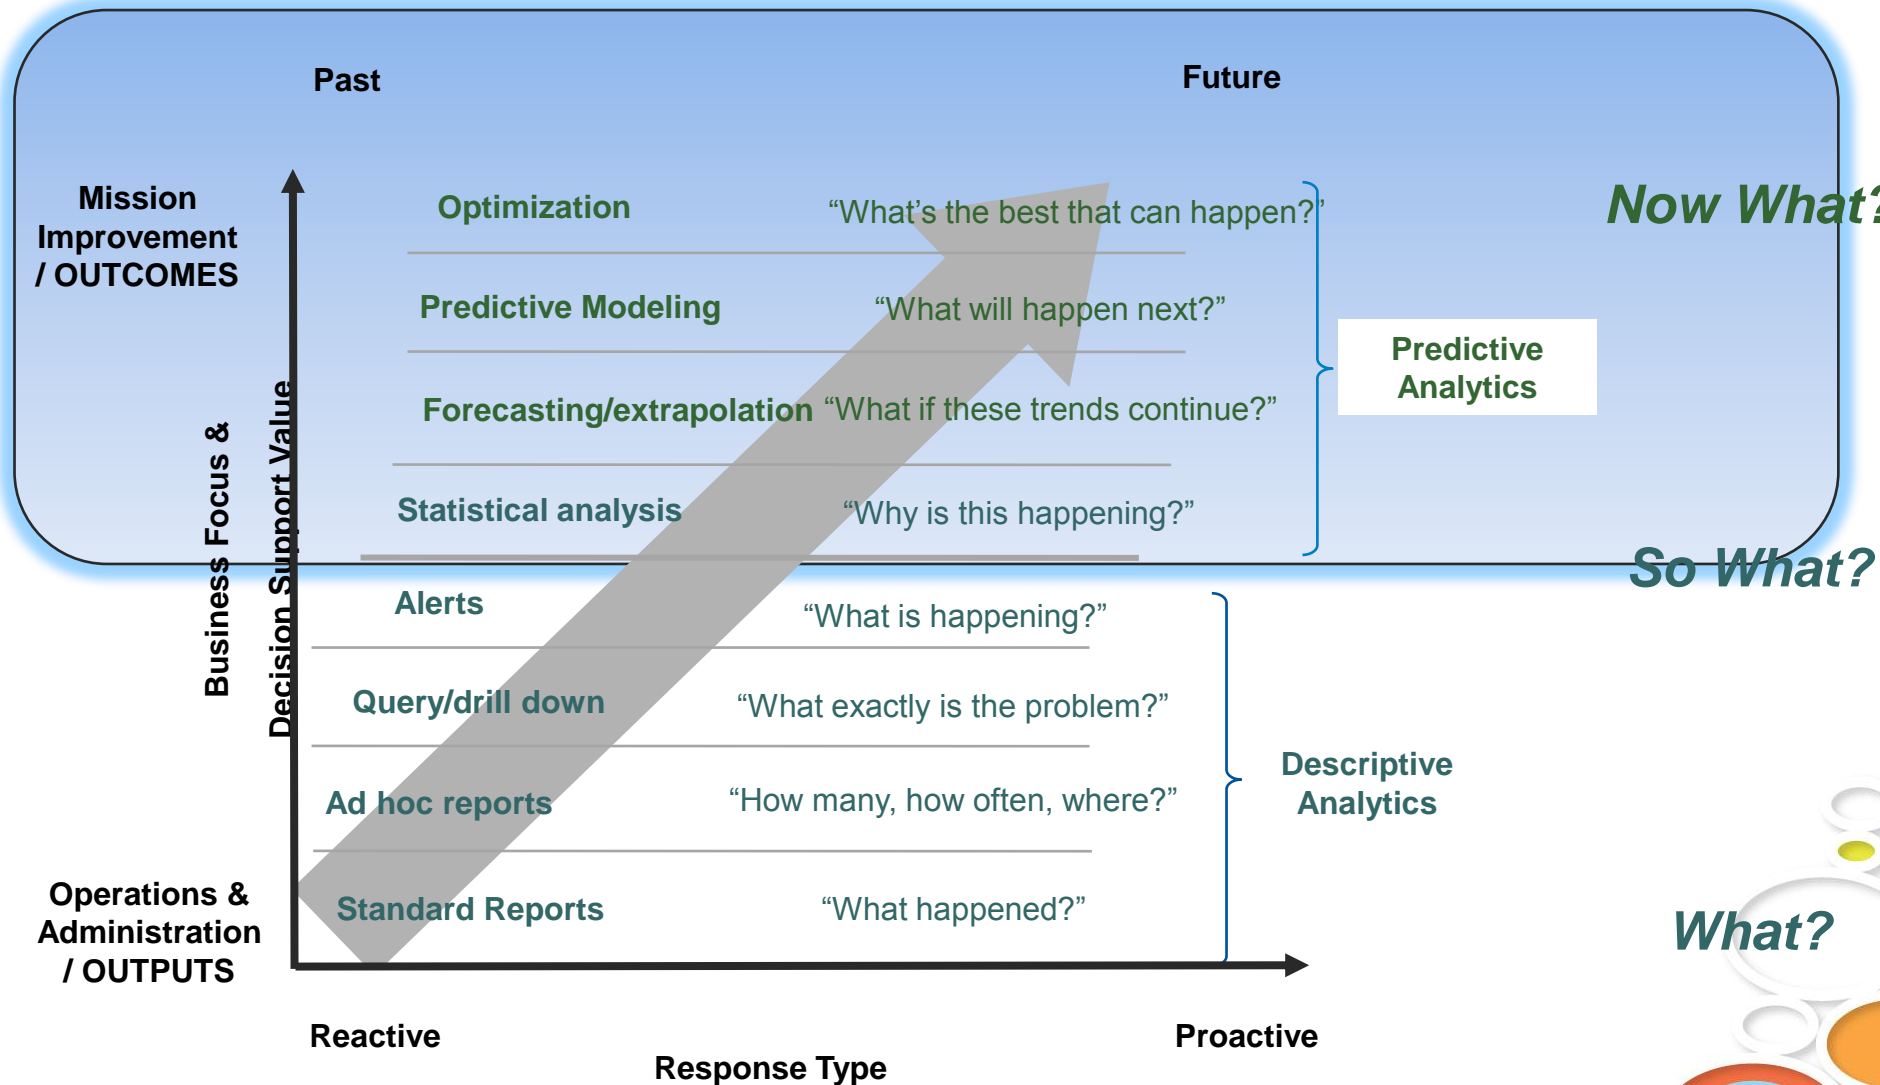 Past
Future
Mission
Improvement
/ OUTCOMES
Optimization
“What’s the best that can happen?”
Now What?
Predictive Modeling
“What will happen next?”
Predictive
Analytics
Forecasting/extrapolation
“What if these trends continue?”
Business Focus &
Decision Support Value
Statistical analysis
“Why is this happening?”
So What?
Alerts
“What is happening?”
Query/drill down
“What exactly is the problem?”
Descriptive
Analytics
Ad hoc reports
“How many, how often, where?”
Operations &
Administration
/ OUTPUTS
Standard Reports
“What happened?”
What?
Reactive
Proactive
Response Type